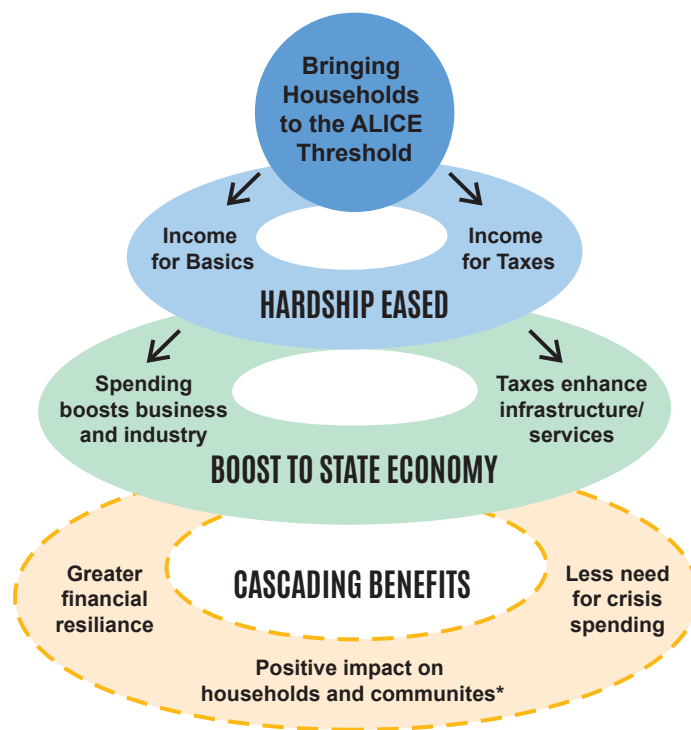 Bringing
Households
to the ALICE
Threshold
Income
for Basics
Income
for Taxes
HARDSHIP EASED
Spending
boosts business
and industry
Taxes enhance
infrastructure/
services
BOOST TO STATE ECONOMY
Greater
financial
resiliance
CASCADING BENEFITS
Less need
for crisis
spending
Positive impact on
households and communites*